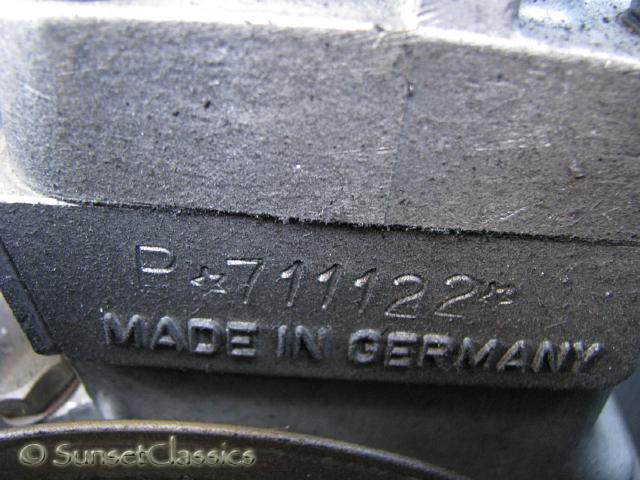 P☆711122☆
MADE IN GERMANY
© SunsetClassics